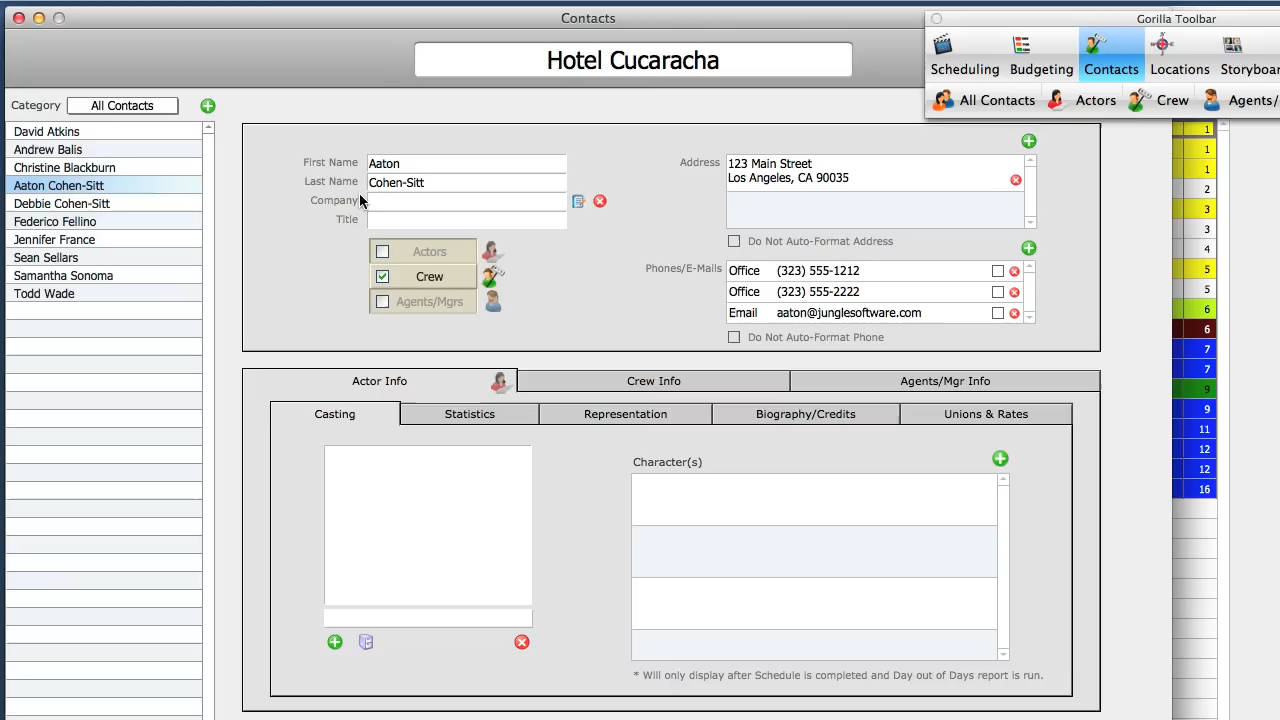 Contacts
Gorilla Toolbar
Hotel Cucaracha
Scheduling Budgeting Contacts Locations Storyboar
All Contacts Actors Crew Agents/
Category All Contacts
David Atkins
Andrew Balis
Christine Blackburn
Aaton Cohen-Sitt
Debbie Cohen-Sitt
Federico Fellino
Jennifer France
Sean Sellars
Samantha Sonoma
Todd Wade
First Name Aaton
Last Name Cohen-Sitt
Company
Title
Actors
Crew
Agents/Mgrs
Address 123 Main Street
Los Angeles, CA 90035
Do Not Auto-Format Address
Phones/E-Mails Office (323) 555-1212
Office (323) 555-2222
Email aaton@junglesoftware.com
Do Not Auto-Format Phone
Actor Info Crew Info Agents/Mgr Info
Casting Statistics Representation Biography/Credits Unions & Rates
Character(s)
* Will only display after Schedule is completed and Day out of Days report is run.
1
1
1
2
3
3
4
5
5
6
6
7
7
9
9
11
12
12
16